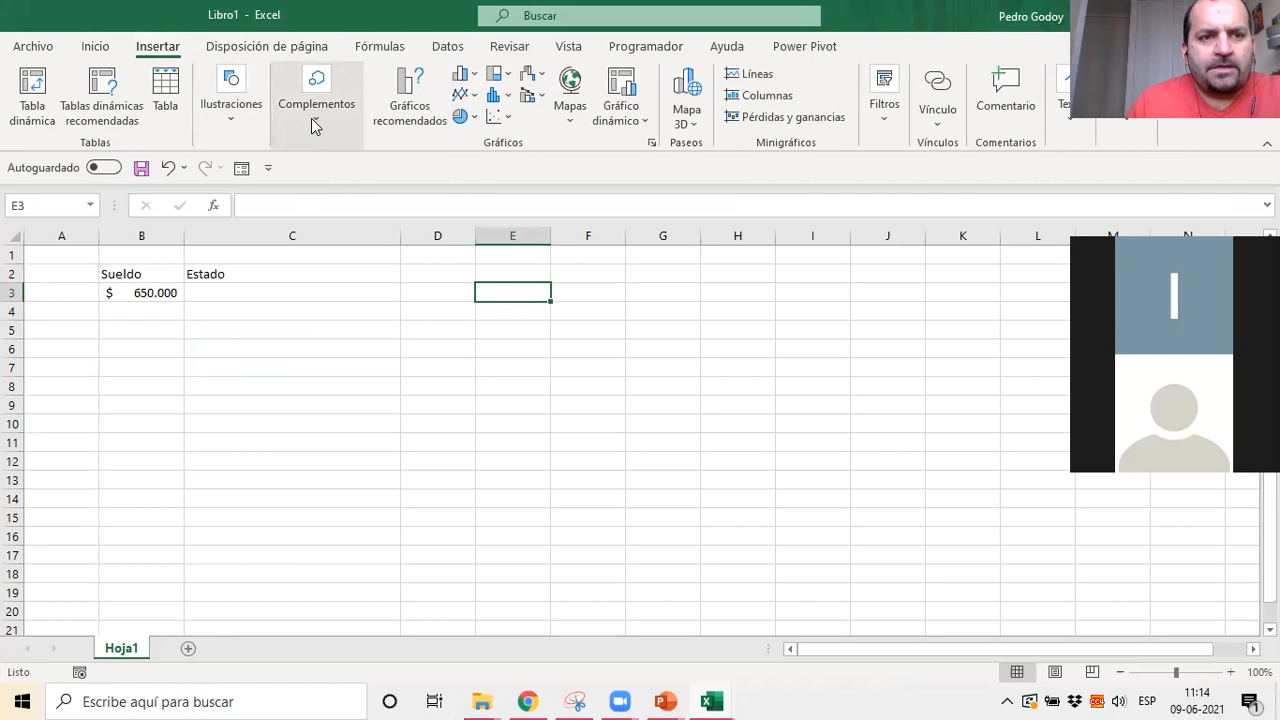 Libro1 - Excel
Buscar
Pedro Godoy
Archivo Inicio Insertar Disposición de página Fórmulas Datos Revisar Vista Programador Ayuda Power Pivot
Tabla dinámica
Tablas dinámicas recomendadas
Tabla
Ilustraciones
Complementos
Gráficos recomendados
Mapas
Gráfico dinámico
Mapa 3D
Líneas
Columnas
Pérdidas y ganancias
Filtros
Vínculo
Comentario
Tablas Gráficos Paseos Minigráficos Vínculos Comentarios
Autoguardado
E3
fx
A B C D E F G H I J K L M N
1
2 Sueldo Estado
3 $ 650.000
4
5
6
7
8
9
10
11
12
13
14
15
16
17
18
19
20
21
I
Hoja1
Listo
100%
Escribe aquí para buscar
ESP
11:14
09-06-2021
1